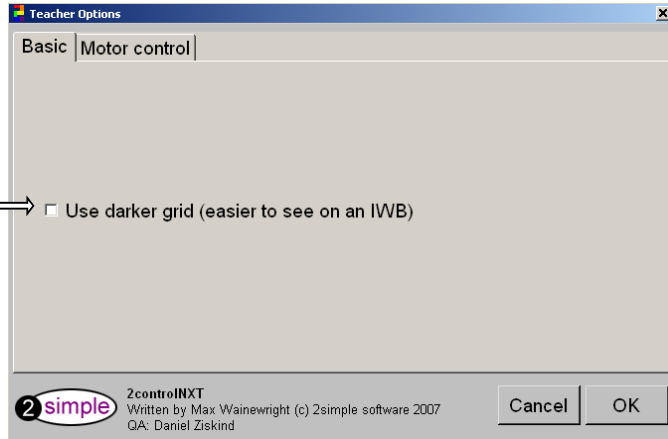 Teacher Options
Basic Motor control
Use darker grid (easier to see on an IWB)
2simple
2controlNXT
Written by Max Wainewright (c) 2simple software 2007
QA: Daniel Ziskind
Cancel OK